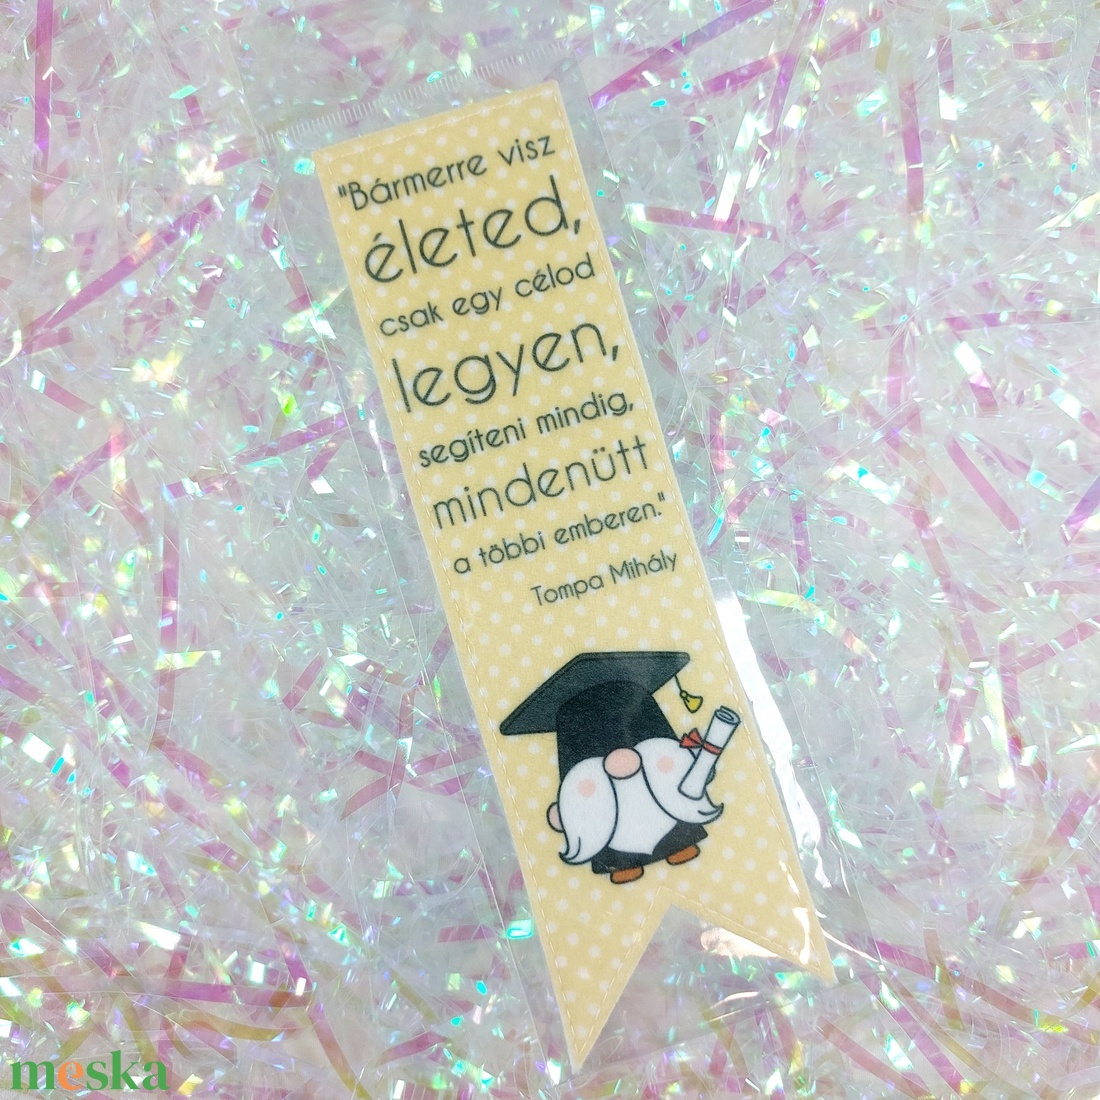 "Bármerre visz
életed,
csak egy célod
legyen,
segíteni mindig,
mindenütt
a többi emberen."
Tompa Mihály
meska